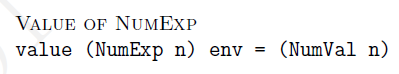 VALUE OF NUMEXP
value (NumExp n) env = (NumVal n)